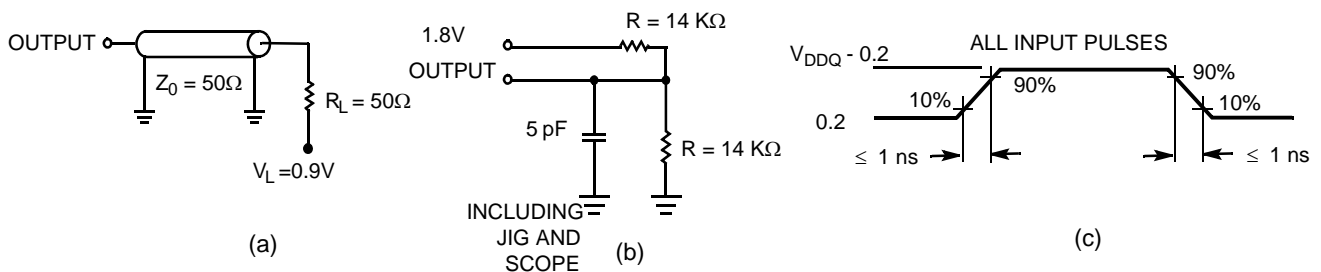 OUTPUT
Z0 = 50Ω
RL = 50Ω
VL =0.9V
(a)
R = 14 KΩ
1.8V
OUTPUT
5 pF
R = 14 KΩ
INCLUDING
JIG AND
SCOPE
(b)
ALL INPUT PULSES
VDDQ - 0.2
90%
90%
10%
10%
0.2
≤ 1 ns
≤ 1 ns
(c)